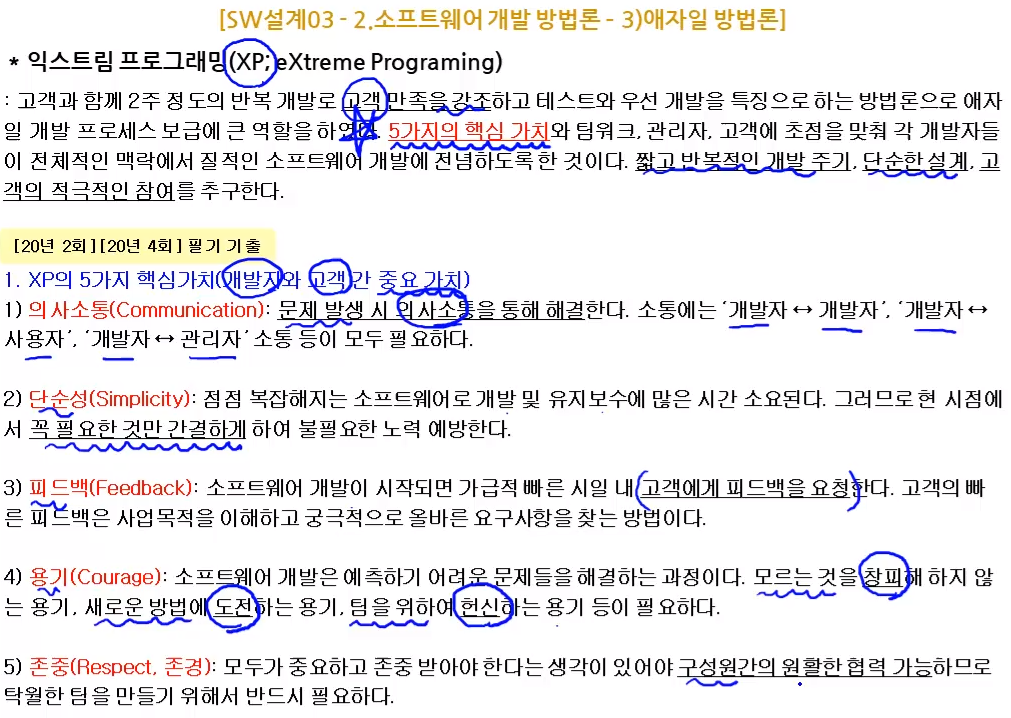 [SW설계03 - 2.소프트웨어 개발 방법론 - 3)애자일 방법론]
* 익스트림 프로그래밍(XP; eXtreme Programing)
: 고객과 함께 2주 정도의 반복 개발로 고객 만족을 강조하고 테스트와 우선 개발을 특징으로 하는 방법론으로 애자
일 개발 프로세스 보급에 큰 역할을 하였다. 5가지의 핵심 가치와 팀워크, 관리자, 고객에 초점을 맞춰 각 개발자들
이 전체적인 맥락에서 질적인 소프트웨어 개발에 전념하도록 한 것이다. 짧고 반복적인 개발 주기, 단순한 설계, 고
객의 적극적인 참여를 추구한다.
[20년 2회][20년 4회] 필기 기출
1. XP의 5가지 핵심가치(개발자와 고객 간 중요 가치)
1) 의사소통(Communication): 문제 발생 시 의사소통을 통해 해결한다. 소통에는 ‘개발자 ↔ 개발자’, ‘개발자 ↔
사용자’, ‘개발자 ↔ 관리자’ 소통 등이 모두 필요하다.
2) 단순성(Simplicity): 점점 복잡해지는 소프트웨어로 개발 및 유지보수에 많은 시간 소요된다. 그러므로 현 시점에
서 꼭 필요한 것만 간결하게 하여 불필요한 노력 예방한다.
3) 피드백(Feedback): 소프트웨어 개발이 시작되면 가급적 빠른 시일 내 고객에게 피드백을 요청한다. 고객의 빠
른 피드백은 사업목적을 이해하고 궁극적으로 올바른 요구사항을 찾는 방법이다.
4) 용기(Courage): 소프트웨어 개발은 예측하기 어려운 문제들을 해결하는 과정이다. 모르는 것을 창피해 하지 않
는 용기, 새로운 방법에 도전하는 용기, 팀을 위하여 헌신하는 용기 등이 필요하다.
5) 존중(Respect, 존경): 모두가 중요하고 존중 받아야 한다는 생각이 있어야 구성원간의 원활한 협력 가능하므로
탁월한 팀을 만들기 위해서 반드시 필요하다.